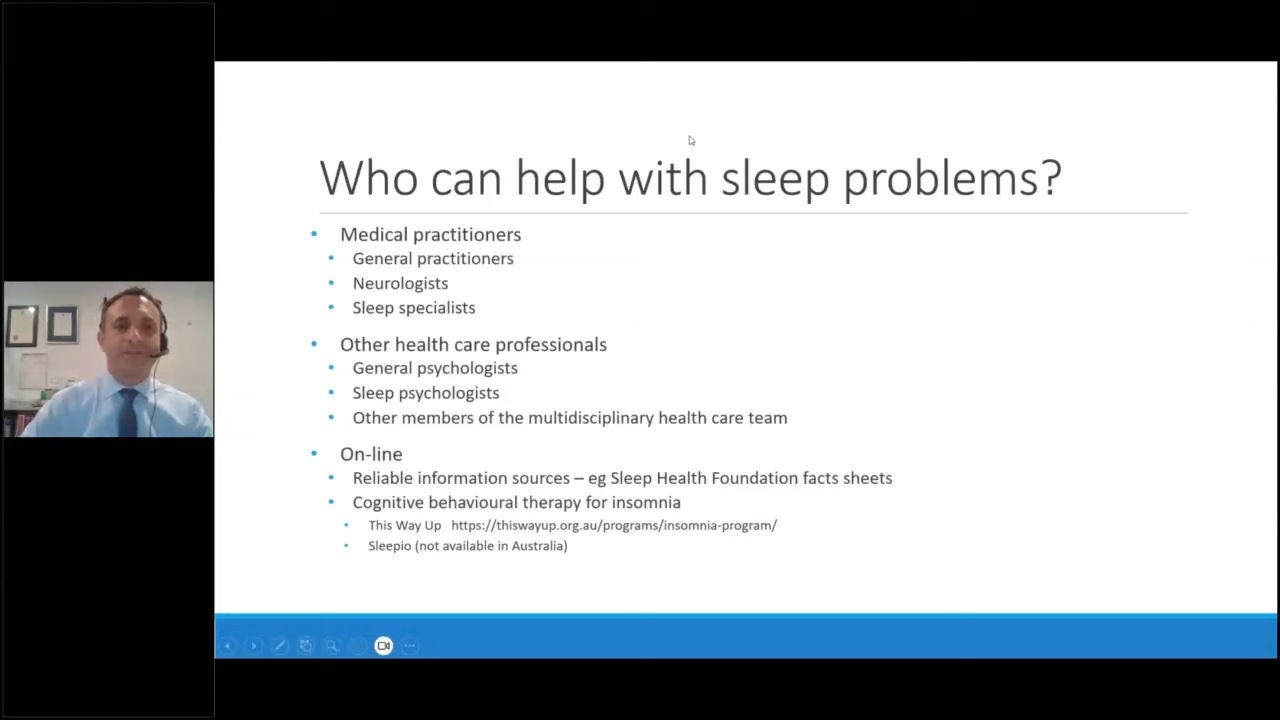 Who can help with sleep problems?
Medical practitioners
General practitioners
Neurologists
Sleep specialists
Other health care professionals
General psychologists
Sleep psychologists
Other members of the multidisciplinary health care team
On-line
Reliable information sources – eg Sleep Health Foundation facts sheets
Cognitive behavioural therapy for insomnia
This Way Up https://thiswayup.org.au/programs/insomnia-program/
Sleepio (not available in Australia)